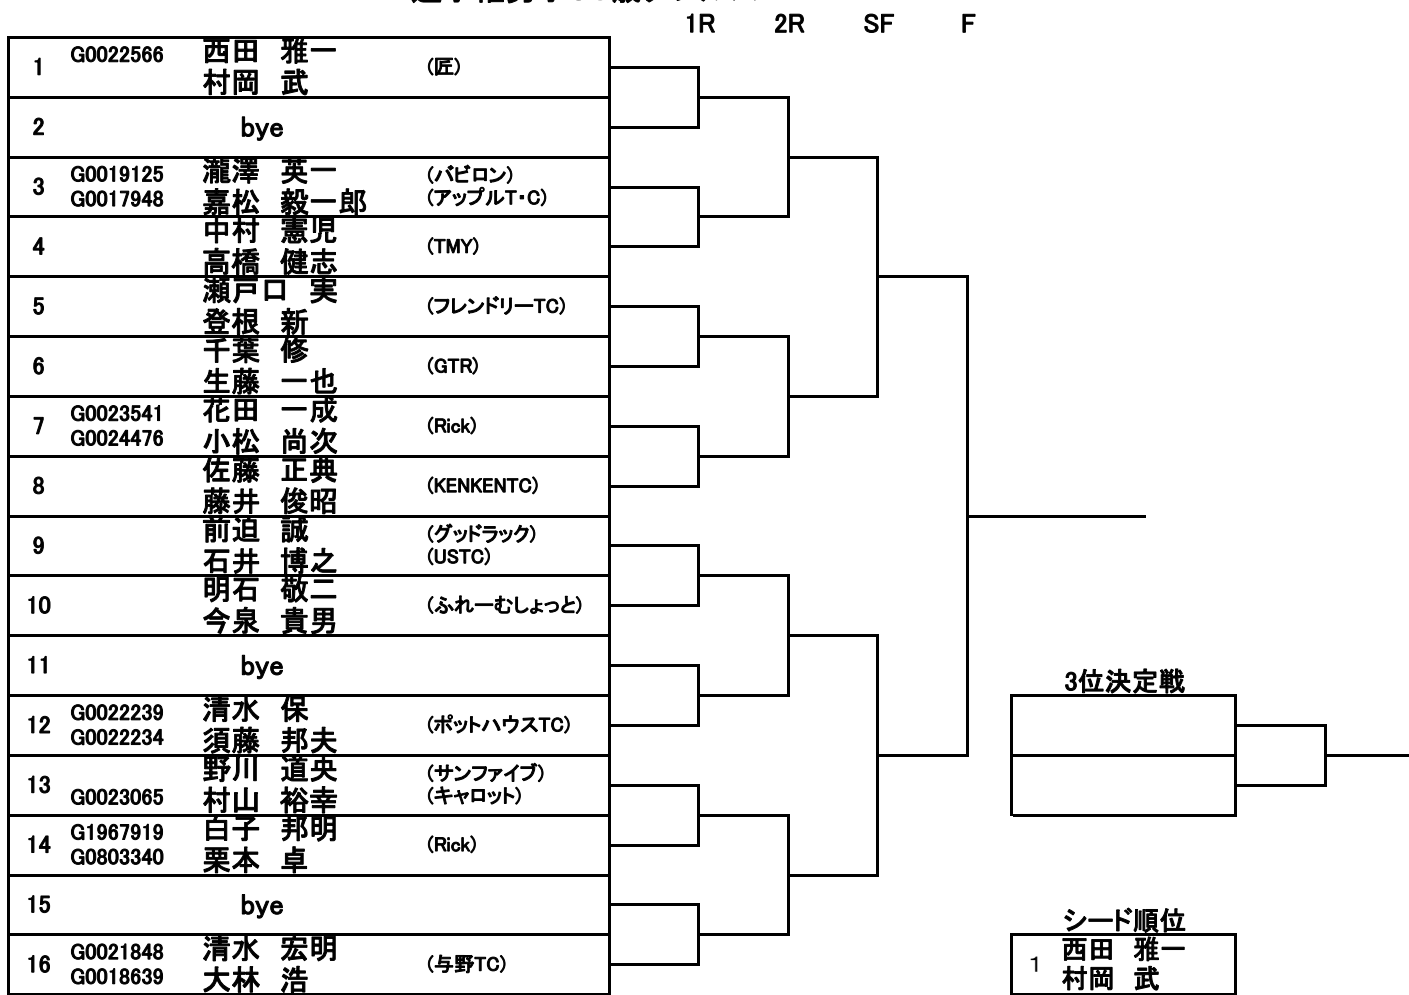 1R 2R SF F
1 G0022566 西田 雅一 (匠)
村岡 武
2 bye
3 G0019125 瀧澤 英一 (バビロン)
G0017948 嘉松 毅一郎 (アップルT・C)
4 中村 憲児 (TMY)
高橋 健志
5 瀬戸口 実 (フレンドリーTC)
登根 新
6 千葉 修 (GTR)
生藤 一也
7 G0023541 花田 一成 (Rick)
G0024476 小松 尚次
8 佐藤 正典 (KENKENTC)
藤井 俊昭
9 前迫 誠 (グッドラック)
石井 博之 (USTC)
10 明石 敬二 (ふれーむしょっと)
今泉 貴男
11 bye
3位決定戦
12 G0022239 清水 保 (ポットハウスTC)
G0022234 須藤 邦夫
13 野川 道央 (サンファイブ)
G0023065 村山 裕幸 (キャロット)
14 G1967919 白子 邦明 (Rick)
G0803340 栗本 卓
15 bye
シード順位
16 G0021848 清水 宏明 (与野TC)
G0018639 大林 浩
1 西田 雅一
村岡 武